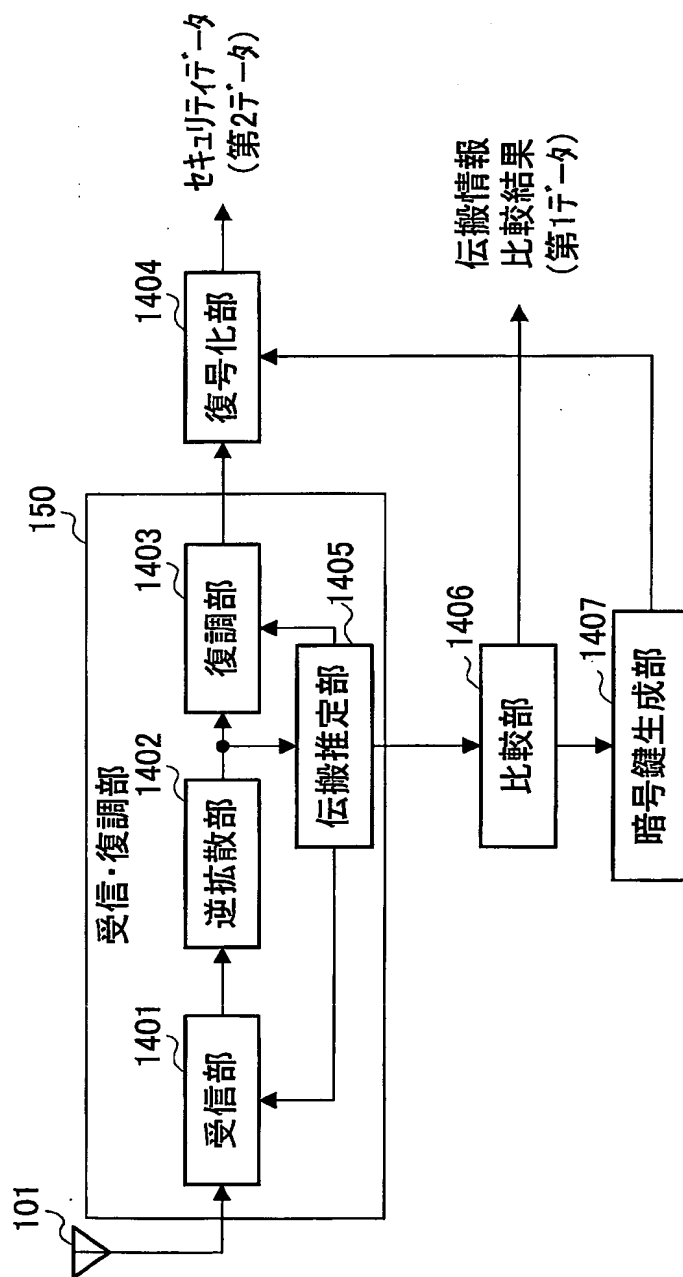 101
150
受信・復調部
1401
受信部
1402
逆拡散部
1403
復調部
1404
復号化部
セキュリティデータ
(第2データ)
1405
伝搬推定部
1406
比較部
伝搬情報
比較結果
(第1データ)
1407
暗号鍵生成部